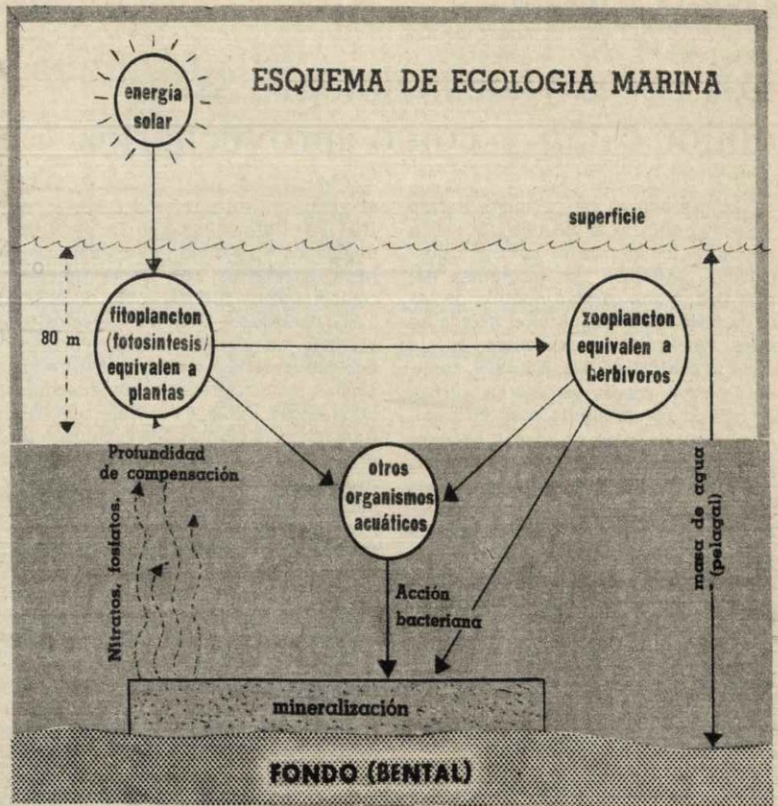 ESQUEMA DE ECOLOGIA MARINA
energía
solar
superficie
80 m
fitoplancton
(fotosíntesis)
equivalen a
plantas
zooplancton
equivalen a
herbívoros
Profundidad
de compensación
otros
organismos
acuáticos
Nitratos, fosfatos.
masa de agua
(pelagal)
Acción
bacteriana
mineralización
FONDO (BENTAL)